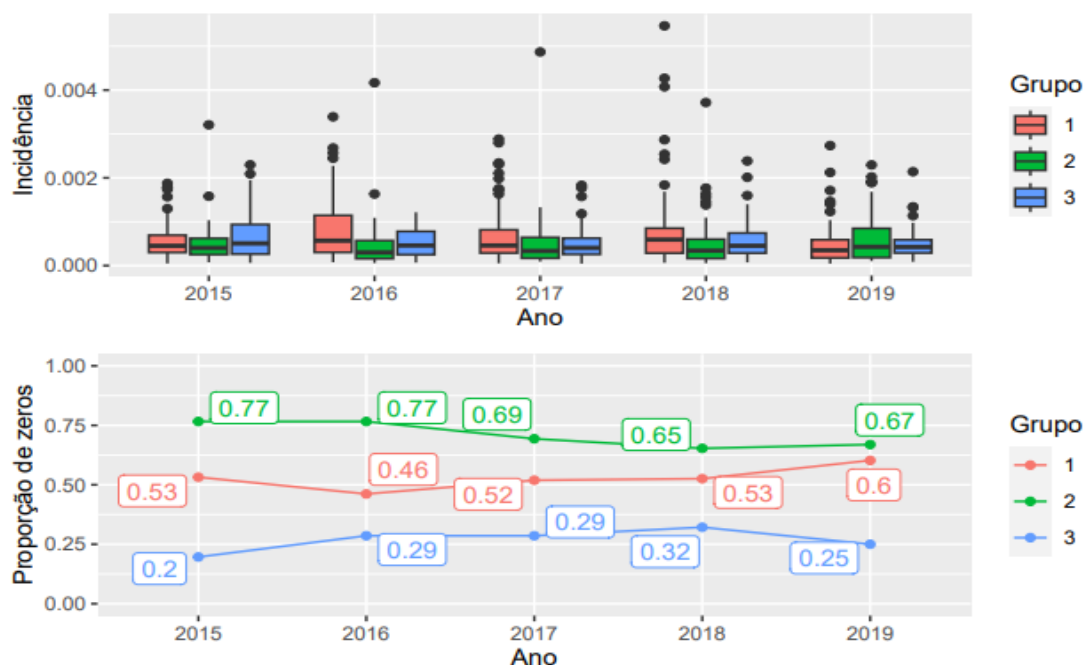 Incidência
0.004
0.002
0.000
2015 2016 2017 2018 2019
Ano
Grupo
1
2
3
Proporção de zeros
1.00
0.75
0.50
0.25
0.00
0.77 0.77 0.69 0.65 0.67
0.53 0.46 0.52 0.53 0.6
0.2 0.29 0.29 0.32 0.25
2015 2016 2017 2018 2019
Ano
Grupo
1
2
3